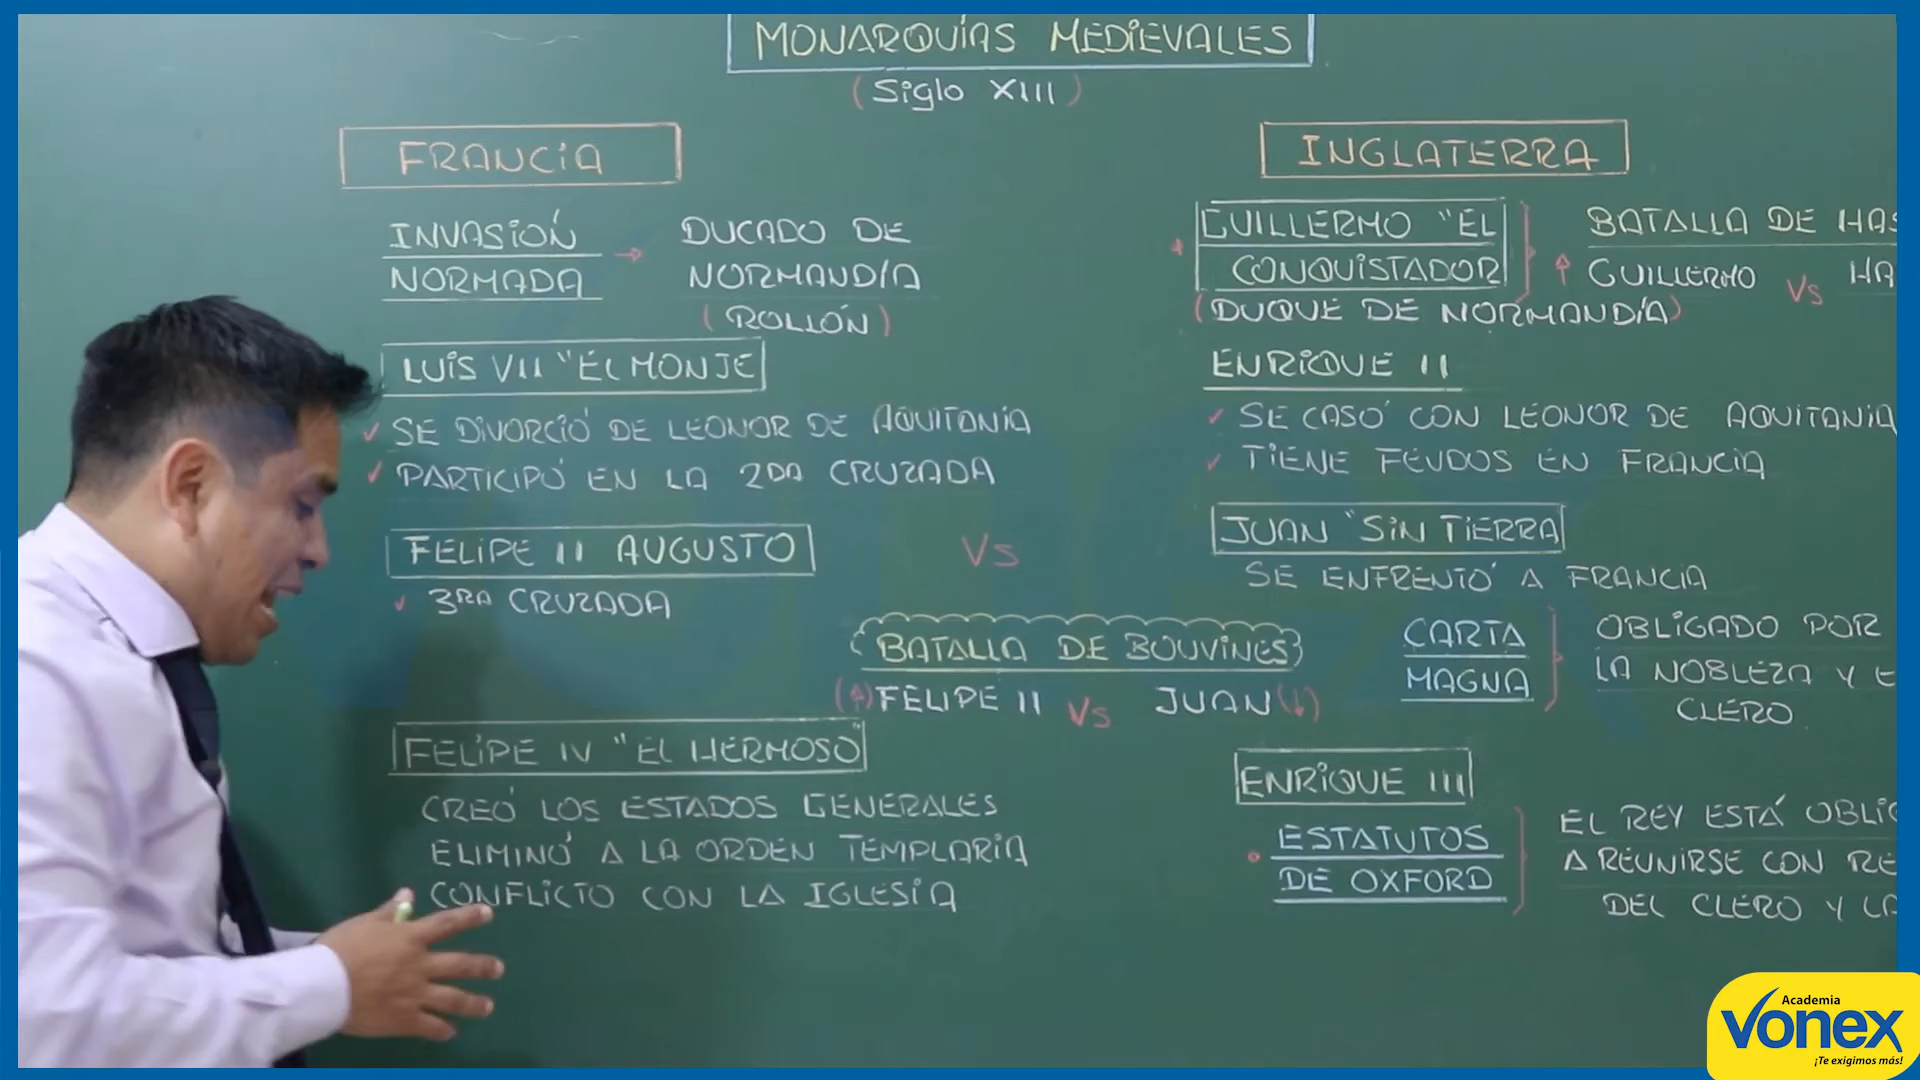 MONARQUÍAS MEDIEVALES
(Siglo XIII)
FRANCIA
INVASIÓN
NORMADA
DUCADO DE
NORMANDÍA
(ROLLÓN)
LUIS VII "EL MONJE
SE DIVORCIÓ DE LEONOR DE AQUITANIA
PARTICIPÓ EN LA 2DA CRUZADA
FELIPE II AUGUSTO
3RA CRUZADA
Vs
BATALLA DE BOUVINES
(↑) FELIPE II Vs JUAN (↓)
FELIPE IV "EL HERMOSO"
CREÓ LOS ESTADOS GENERALES
ELIMINÓ A LA ORDEN TEMPLARIA
CONFLICTO CON LA IGLESIA
INGLATERRA
GUILLERMO "EL
CONQUISTADOR
(DUQUE DE NORMANDÍA)
BATALLA DE HAS
↑ GUILLERMO Vs HA
ENRIQUE II
SE CASÓ CON LEONOR DE AQUITANIA
TIENE FEUDOS EN FRANCIA
JUAN "SIN TIERRA
SE ENFRENTÓ A FRANCIA
CARTA
MAGNA
OBLIGADO POR
LA NOBLEZA Y E
CLERO
ENRIQUE III
ESTATUTOS
DE OXFORD
EL REY ESTÁ OBLIG
A REUNIRSE CON RE
DEL CLERO Y LA
Academia
vonex
¡Te exigimos más!